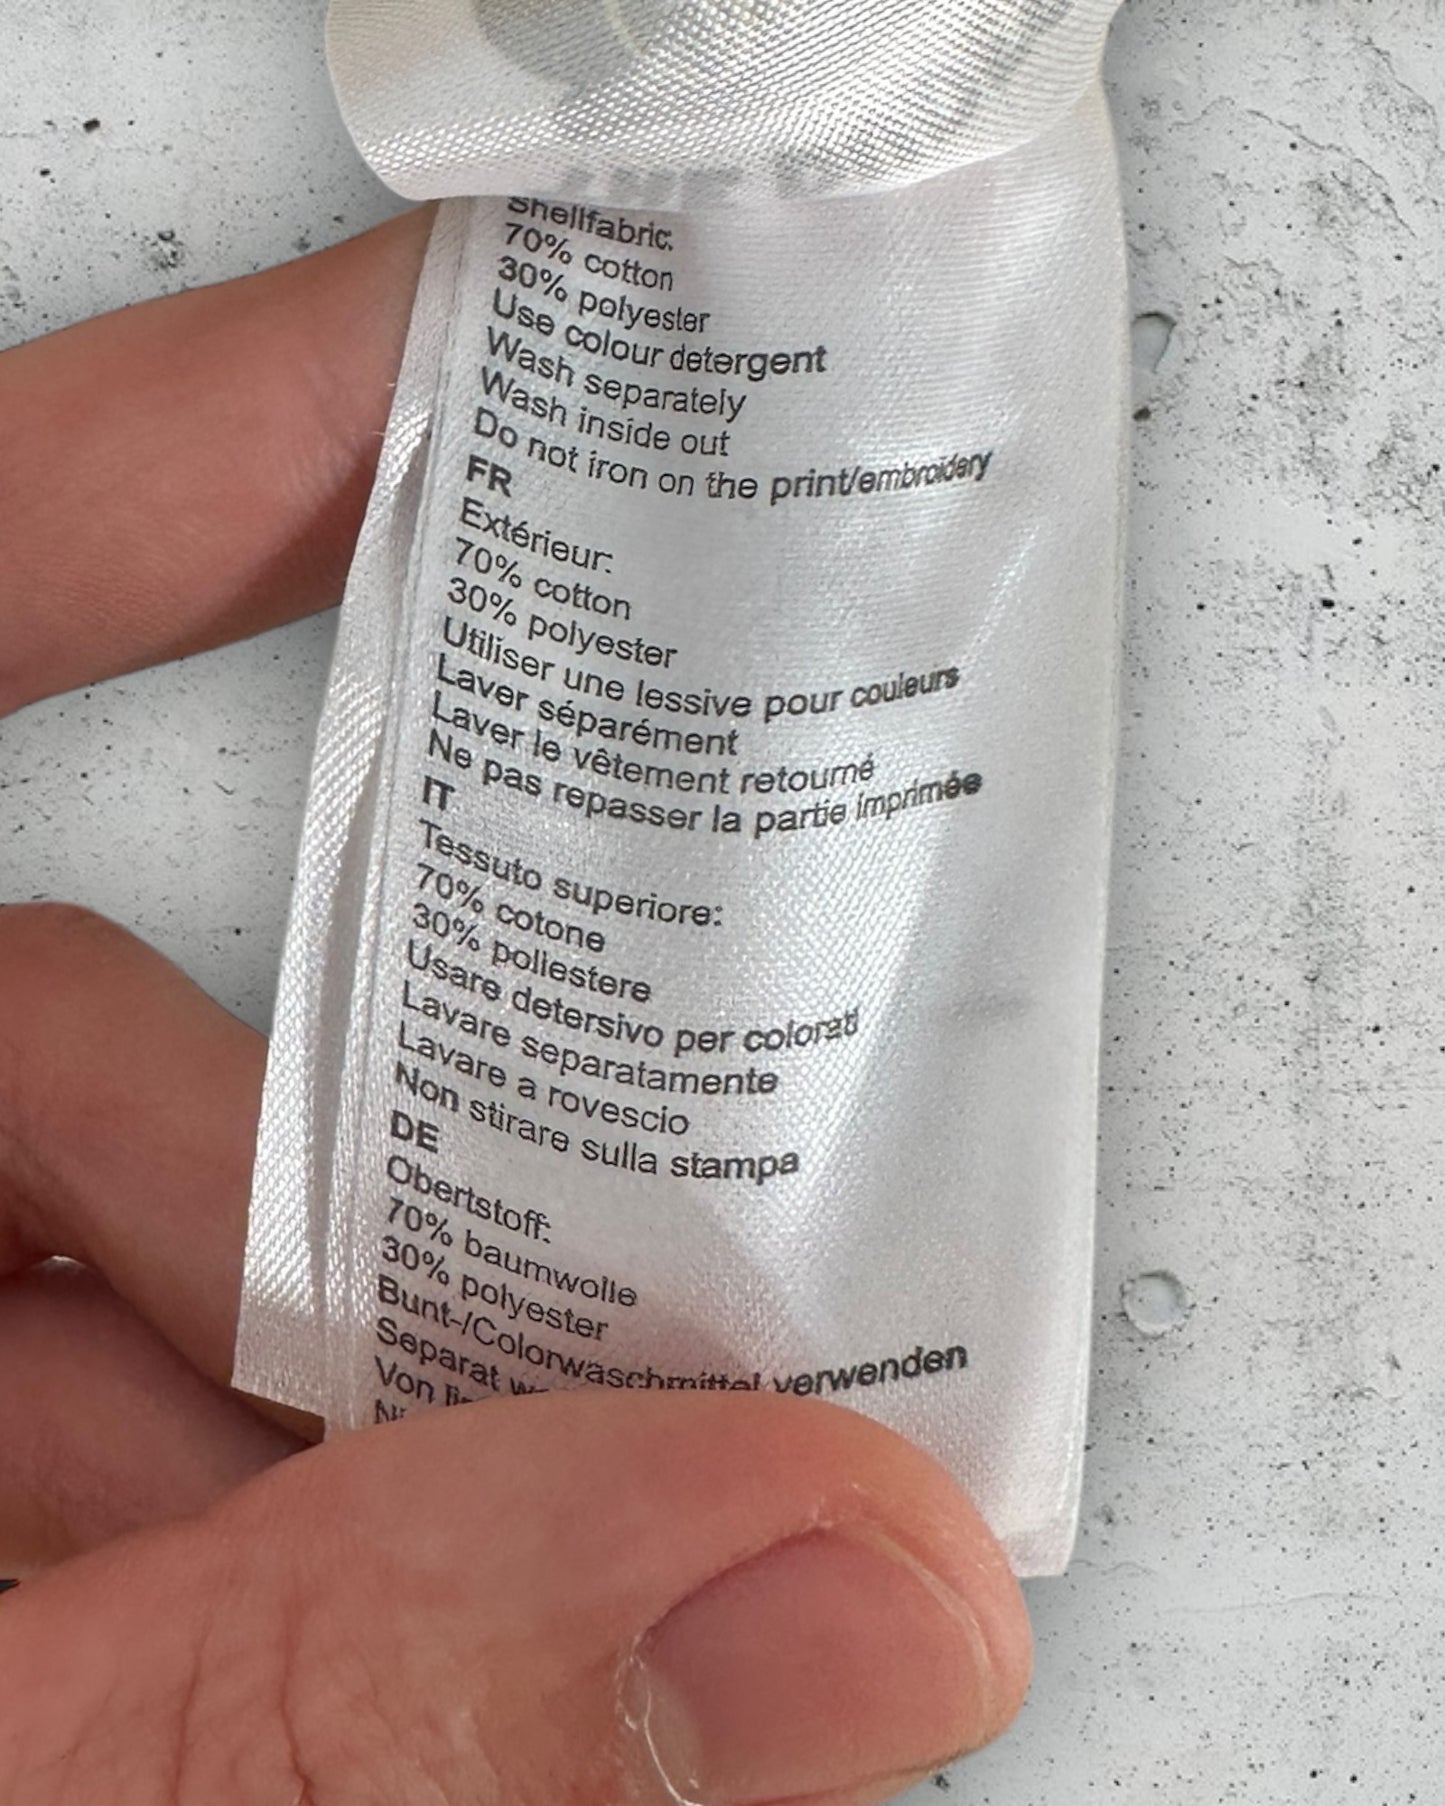 Shellfabric:
70% cotton
30% polyester
Use colour detergent
Wash separately
Wash inside out
Do not iron on the print/embroidery
FR
Extérieur:
70% cotton
30% polyester
Utiliser une lessive pour couleurs
Laver séparément
Laver le vêtement retourné
Ne pas repasser la partie imprimée
IT
Tessuto superiore:
70% cotone
30% poliestere
Usare detersivo per colorati
Lavare separatamente
Lavare a rovescio
Non stirare sulla stampa
DE
Obertstoff:
70% baumwolle
30% polyester
Bunt-/Colorwaschmittel verwenden
Separat
Von